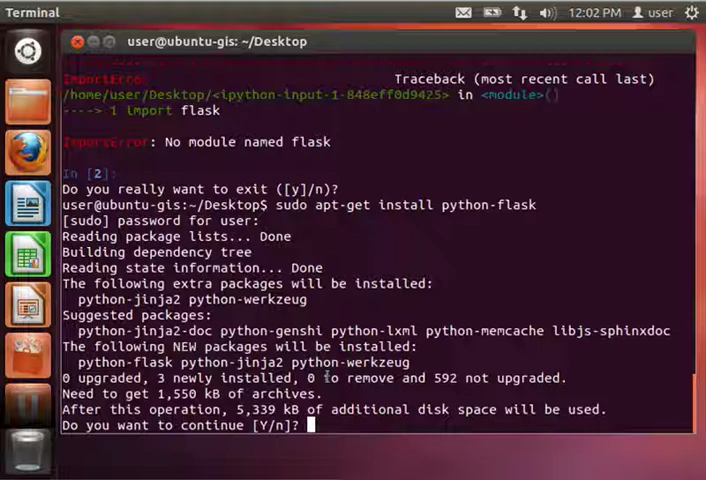 Terminal
12:02 PM
user
user@ubuntu-gis: ~/Desktop
ImportError Traceback (most recent call last)
/home/user/Desktop/<ipython-input-1-848eff0d9425> in <module>()
----> 1 import flask
ImportError: No module named flask
In [2]:
Do you really want to exit ([y]/n)?
user@ubuntu-gis:~/Desktop$ sudo apt-get install python-flask
[sudo] password for user:
Reading package lists... Done
Building dependency tree
Reading state information... Done
The following extra packages will be installed:
python-jinja2 python-werkzeug
Suggested packages:
python-jinja2-doc python-genshi python-lxml python-memcache libjs-sphinxdoc
The following NEW packages will be installed:
python-flask python-jinja2 python-werkzeug
0 upgraded, 3 newly installed, 0 to remove and 592 not upgraded.
Need to get 1,550 kB of archives.
After this operation, 5,339 kB of additional disk space will be used.
Do you want to continue [Y/n]?